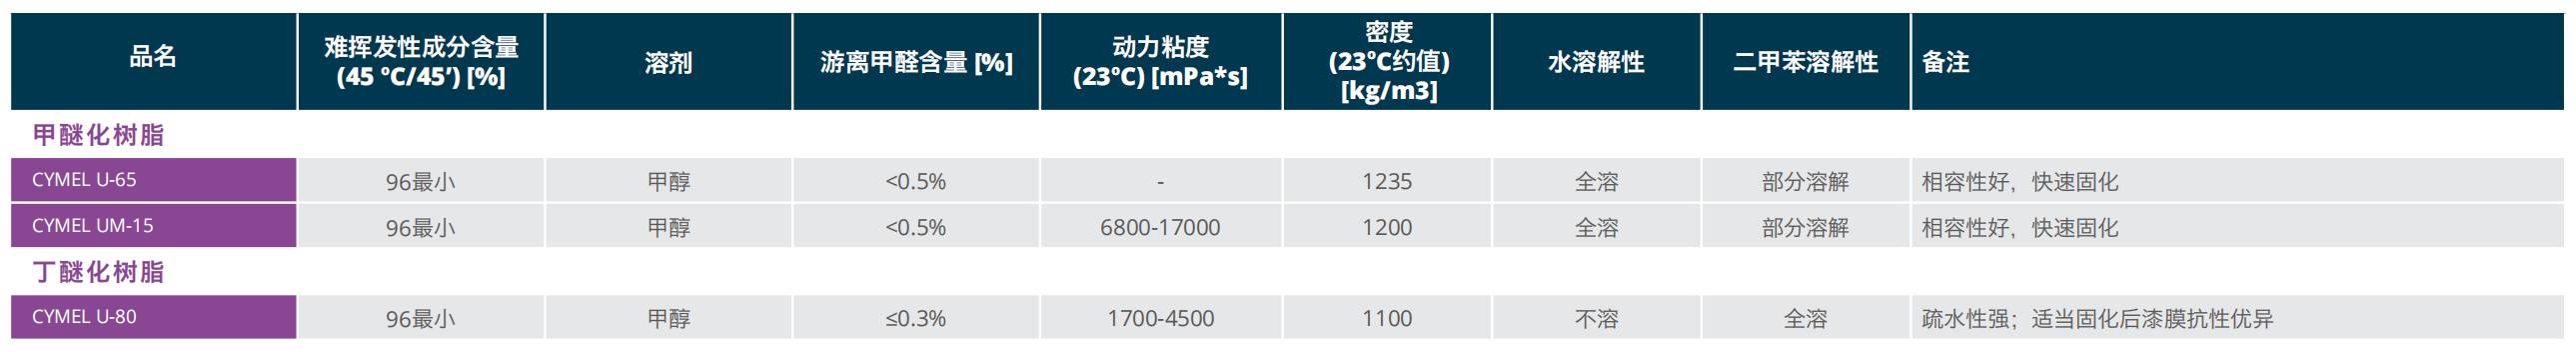 品名 难挥发性成分含量 (45 °C/45′) [%] 溶剂 游离甲醛含量 [%] 动力粘度 (23°C) [mPa*s] 密度 (23°C约值) [kg/m3] 水溶解性 二甲苯溶解性 备注
甲醚化树脂
CYMEL U-65 96最小 甲醇 <0.5% - 1235 全溶 部分溶解 相容性好，快速固化
CYMEL UM-15 96最小 甲醇 <0.5% 6800-17000 1200 全溶 部分溶解 相容性好，快速固化
丁醚化树脂
CYMEL U-80 96最小 甲醇 ≤0.3% 1700-4500 1100 不溶 全溶 疏水性强；适当固化后漆膜抗性优异